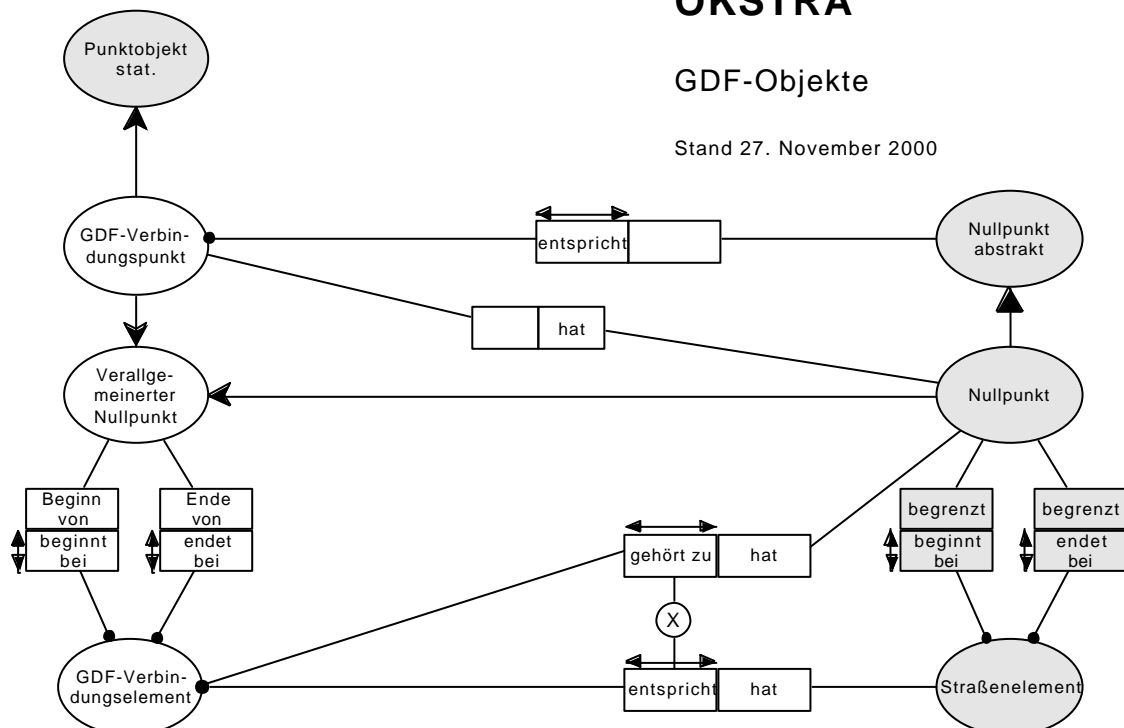 OKSTRA
GDF-Objekte
Stand 27. November 2000
Punktobjekt
stat.
GDF-Verbin-
dungspunkt
entspricht
Nullpunkt
abstrakt
hat
Verallge-
meinerter
Nullpunkt
Nullpunkt
Beginn
von
beginnt
bei
Ende
von
endet
bei
gehört zu
hat
begrenzt
beginnt
bei
begrenzt
endet
bei
X
GDF-Verbin-
dungselement
entspricht
hat
Straßenelement